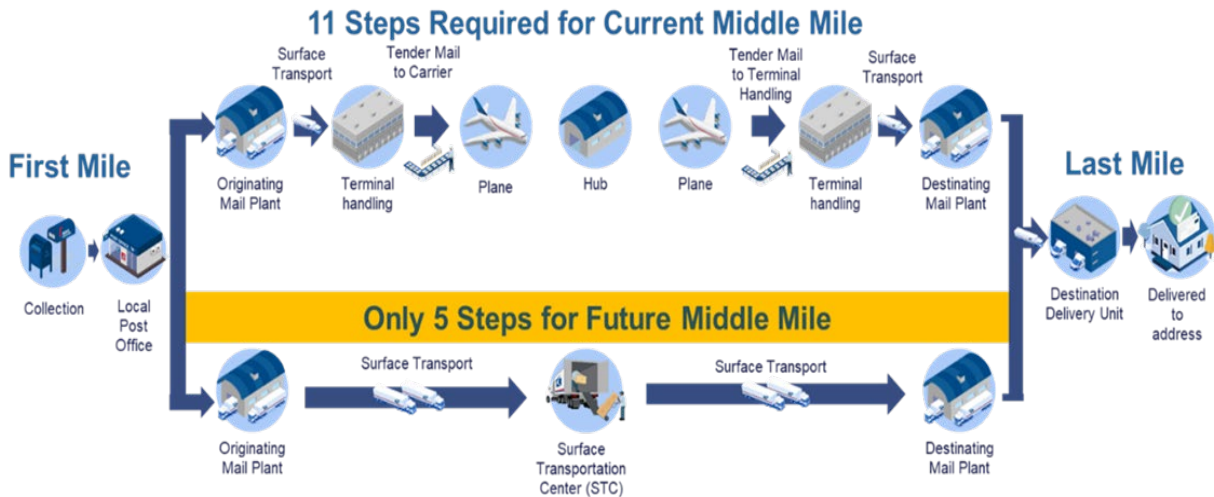 11 Steps Required for Current Middle Mile
Surface
Transport
Tender Mail
to Carrier
Tender Mail
to Terminal
Handling
Surface
Transport
Originating
Mail Plant
Terminal
handling
Plane
Hub
Plane
Terminal
handling
Destinating
Mail Plant
First Mile
Collection
Local
Post
Office
Last Mile
Destination
Delivery Unit
Delivered
to
address
Only 5 Steps for Future Middle Mile
Surface Transport
Surface Transport
Originating
Mail Plant
Surface
Transportation
Center (STC)
Destinating
Mail Plant